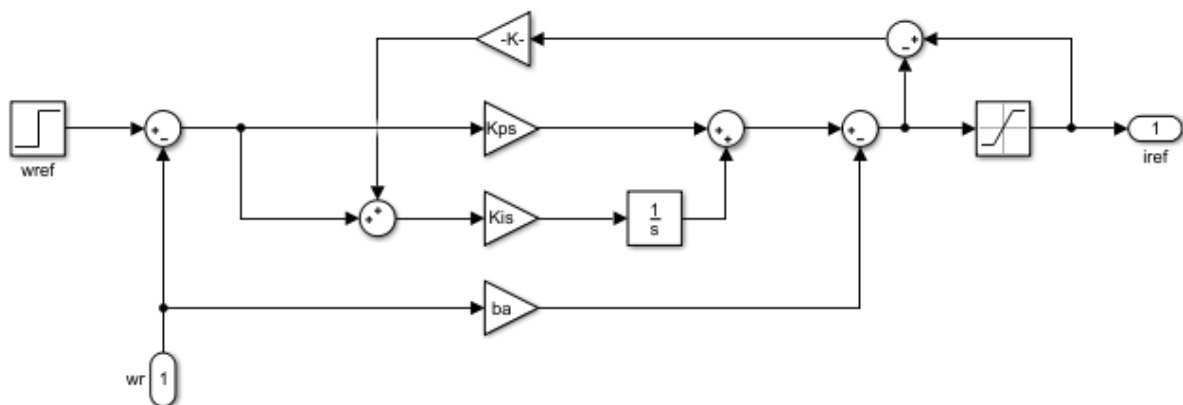 -K-
- +
+ -
Kps
+ +
+ -
1
wref
iref
+ +
Kis
1
s
ba
wr 1